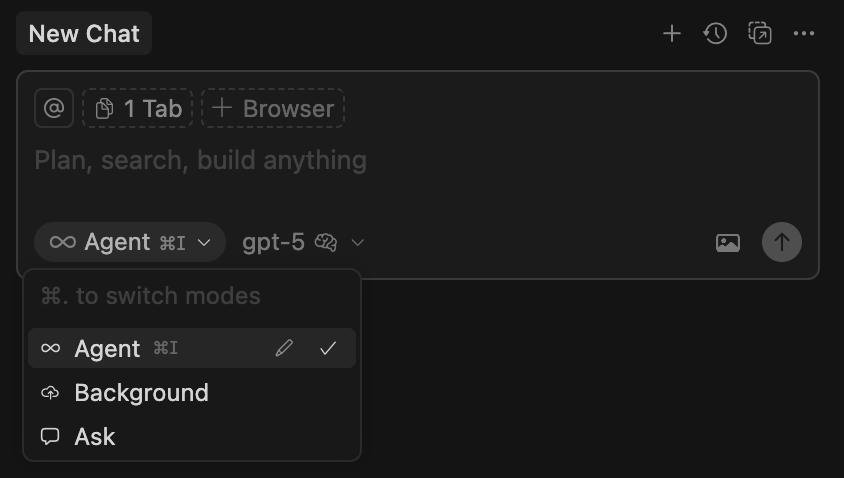 New Chat
@ 1 Tab + Browser
Plan, search, build anything
Agent ⌘I gpt-5
⌘. to switch modes
Agent ⌘I
Background
Ask